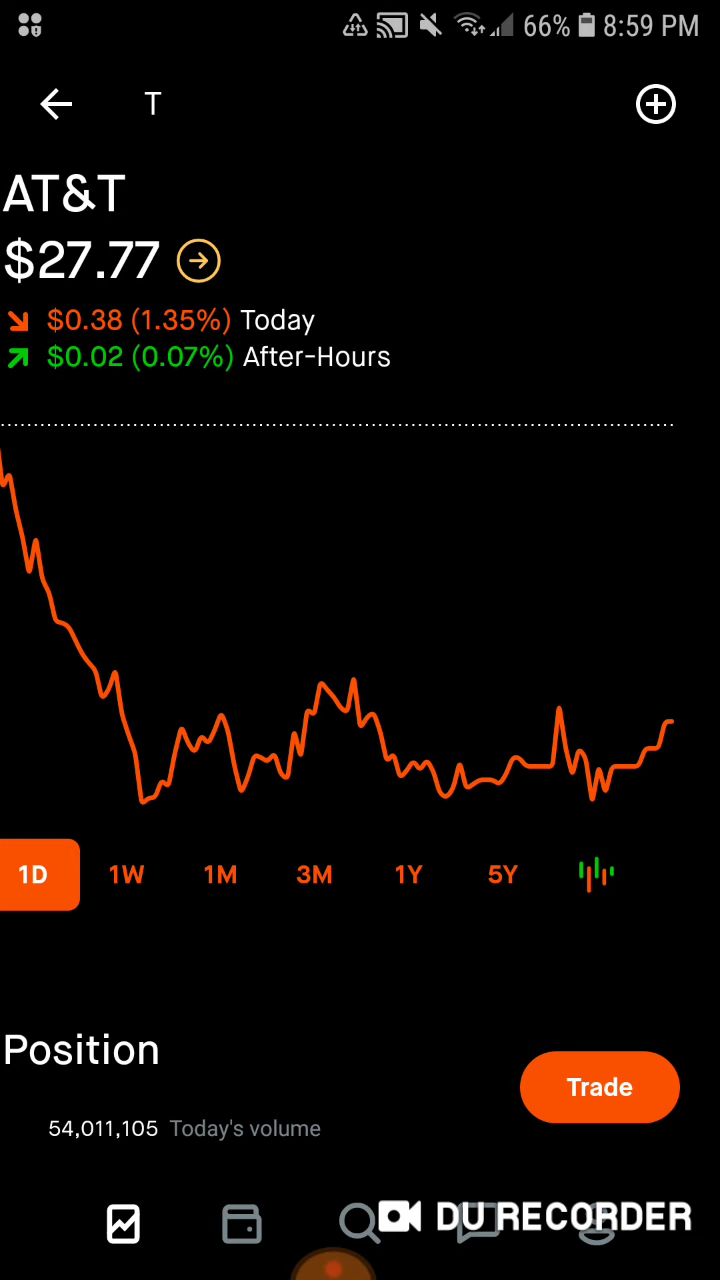 66% 8:59 PM
T
AT&T
$27.77
$0.38 (1.35%) Today
$0.02 (0.07%) After-Hours
1D 1W 1M 3M 1Y 5Y
Position
Trade
54,011,105 Today's volume
DU RECORDER